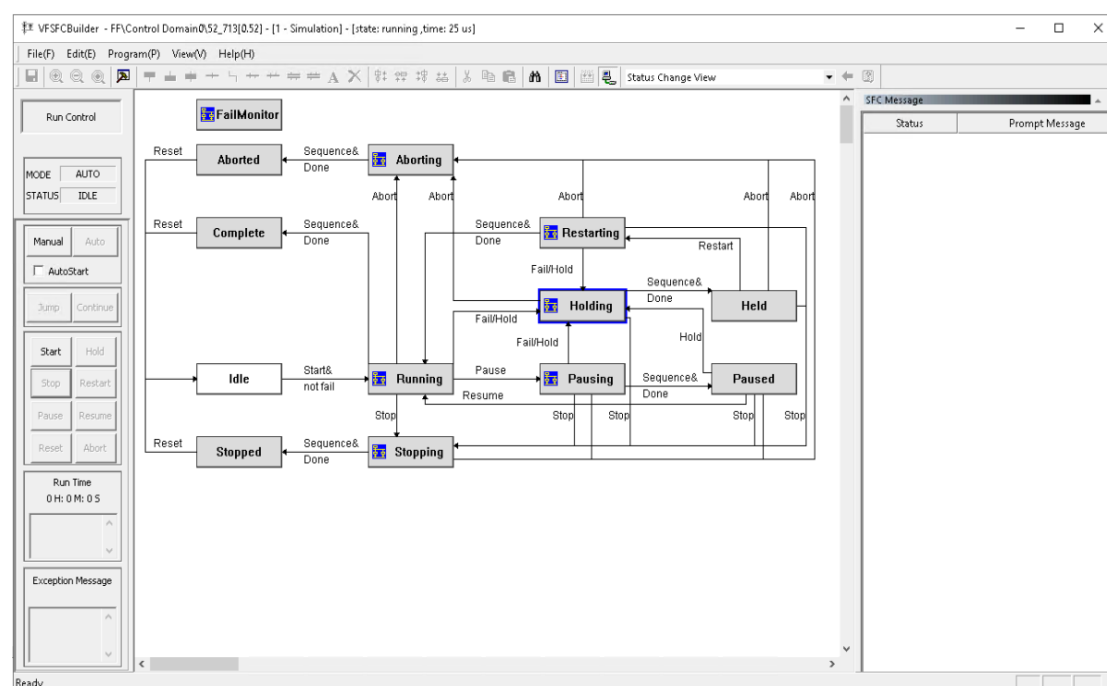 VFSFCBuilder - FF\Control Domain0\52_713[0.52] - [1 - Simulation] - [state: running ,time: 25 us]
File(F) Edit(E) Program(P) View(V) Help(H)
Status Change View
Run Control
MODE AUTO
STATUS IDLE
Manual Auto
AutoStart
Jump Continue
Start Hold
Stop Restart
Pause Resume
Reset Abort
Run Time
0 H: 0 M: 0 S
Exception Message
FailMonitor
Reset Aborted Sequence& Done Aborting
Abort Abort Abort Abort Abort
Reset Complete Sequence& Done Running
Sequence& Done Restarting
Restart
Fail/Hold
Holding Sequence& Done Held
Fail/Hold
Fail/Hold
Hold
Idle Start& not fail Running Pause Pausing Sequence& Done Paused
Resume
Stop Stop Stop Stop Stop
Reset Stopped Sequence& Done Stopping
SFC Message
Status Prompt Message
Ready